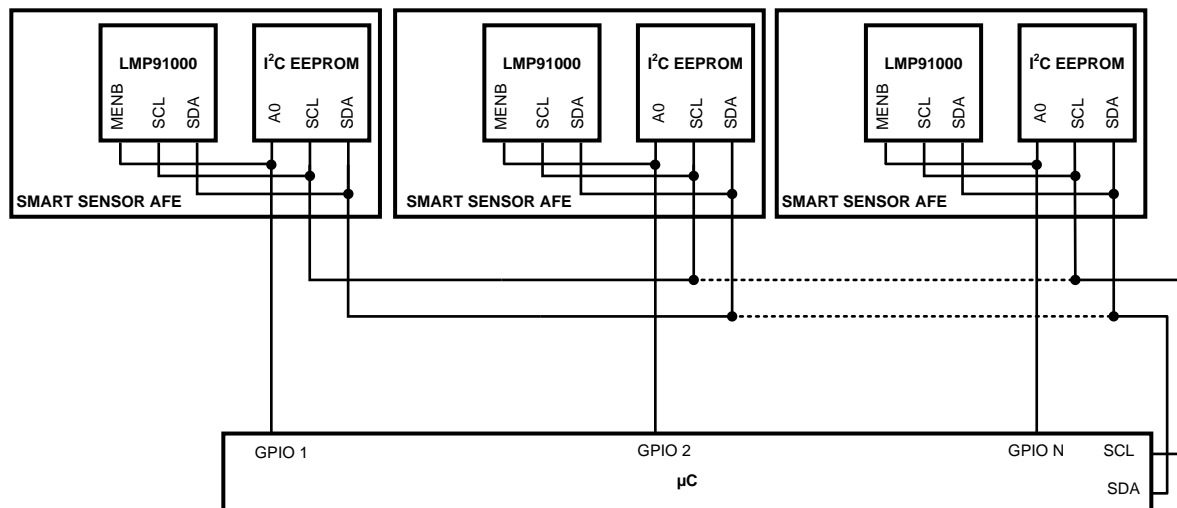 LMP91000 I²C EEPROM
MENB SCL SDA A0 SCL SDA
SMART SENSOR AFE
LMP91000 I²C EEPROM
MENB SCL SDA A0 SCL SDA
SMART SENSOR AFE
LMP91000 I²C EEPROM
MENB SCL SDA A0 SCL SDA
SMART SENSOR AFE
GPIO 1 GPIO 2 GPIO N SCL
µC
SDA